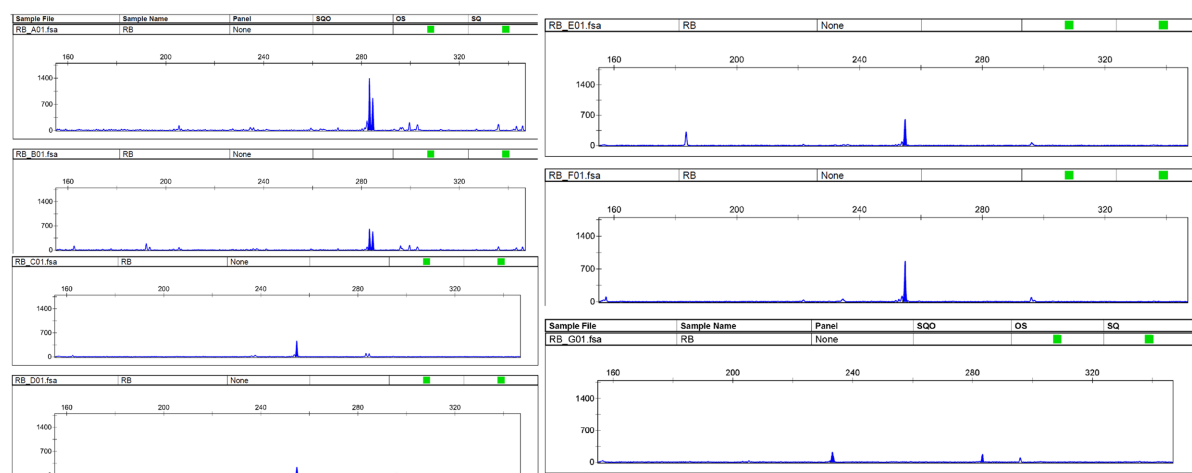 Sample File Sample Name Panel SQO OS SQ
RB_A01.fsa RB None
160 200 240 280 320
1400
700
0
RB_B01.fsa RB None
160 200 240 280 320
1400
700
0
RB_C01.fsa RB None
160 200 240 280 320
1400
700
0
RB_D01.fsa RB None
160 200 240 280 320
1400
700
RB_E01.fsa RB None
160 200 240 280 320
1400
700
0
RB_F01.fsa RB None
160 200 240 280 320
1400
700
0
Sample File Sample Name Panel SQO OS SQ
RB_G01.fsa RB None
160 200 240 280 320
1400
700
0